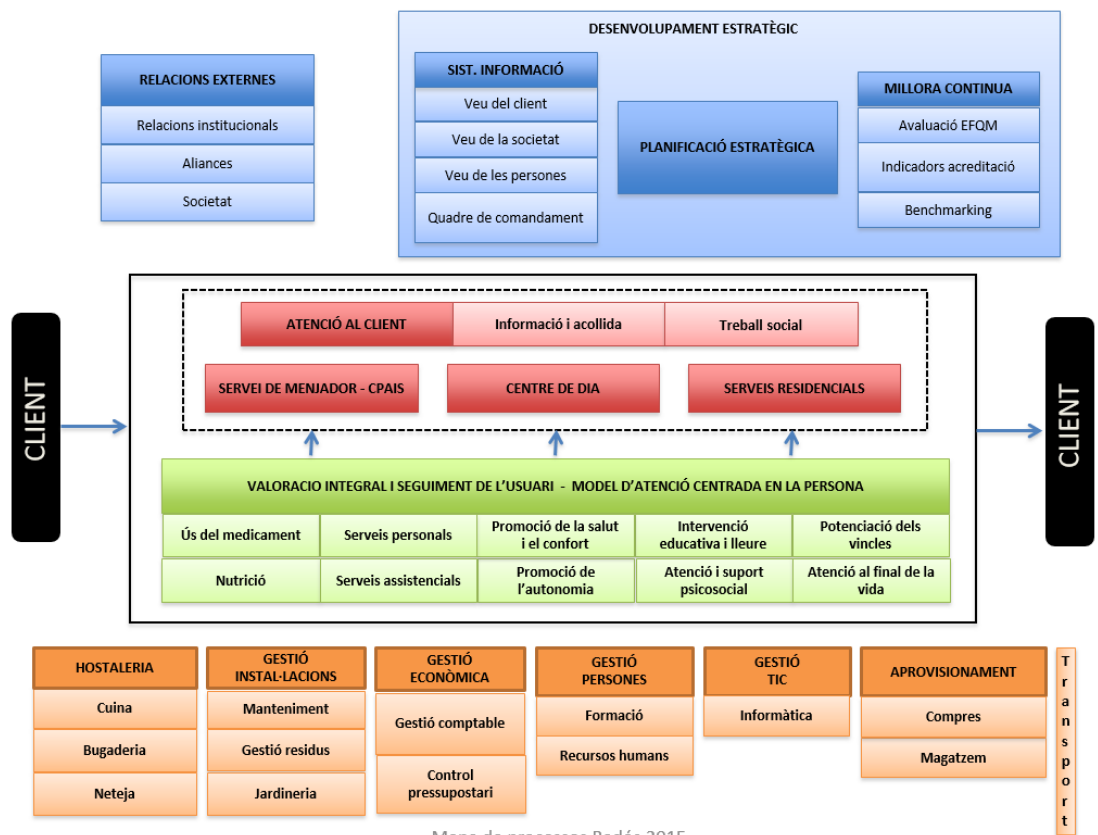 DESENVOLUPAMENT ESTRATÈGIC
RELACIONS EXTERNES
Relacions institucionals
Aliances
Societat
SIST. INFORMACIÓ
Veu del client
Veu de la societat
Veu de les persones
Quadre de comandament
PLANIFICACIÓ ESTRATÈGICA
MILLORA CONTINUA
Avaluació EFQM
Indicadors acreditació
Benchmarking
CLIENT
ATENCIÓ AL CLIENT
Informació i acollida
Treball social
SERVEI DE MENJADOR - CPAIS
CENTRE DE DIA
SERVEIS RESIDENCIALS
VALORACIO INTEGRAL I SEGUIMENT DE L’USUARI - MODEL D’ATENCIÓ CENTRADA EN LA PERSONA
Ús del medicament
Serveis personals
Promoció de la salut
i el confort
Intervenció
educativa i lleure
Potenciació dels
vincles
Nutrició
Serveis assistencials
Promoció de
l’autonomia
Atenció i suport
psicosocial
Atenció al final de la
vida
CLIENT
HOSTALERIA
Cuina
Bugaderia
Neteja
GESTIÓ
INSTAL·LACIONS
Manteniment
Gestió residus
Jardineria
GESTIÓ
ECONÒMICA
Gestió comptable
Control
pressupostari
GESTIÓ
PERSONES
Formació
Recursos humans
GESTIÓ
TIC
Informàtica
APROVISIONAMENT
Compres
Magatzem
Transport